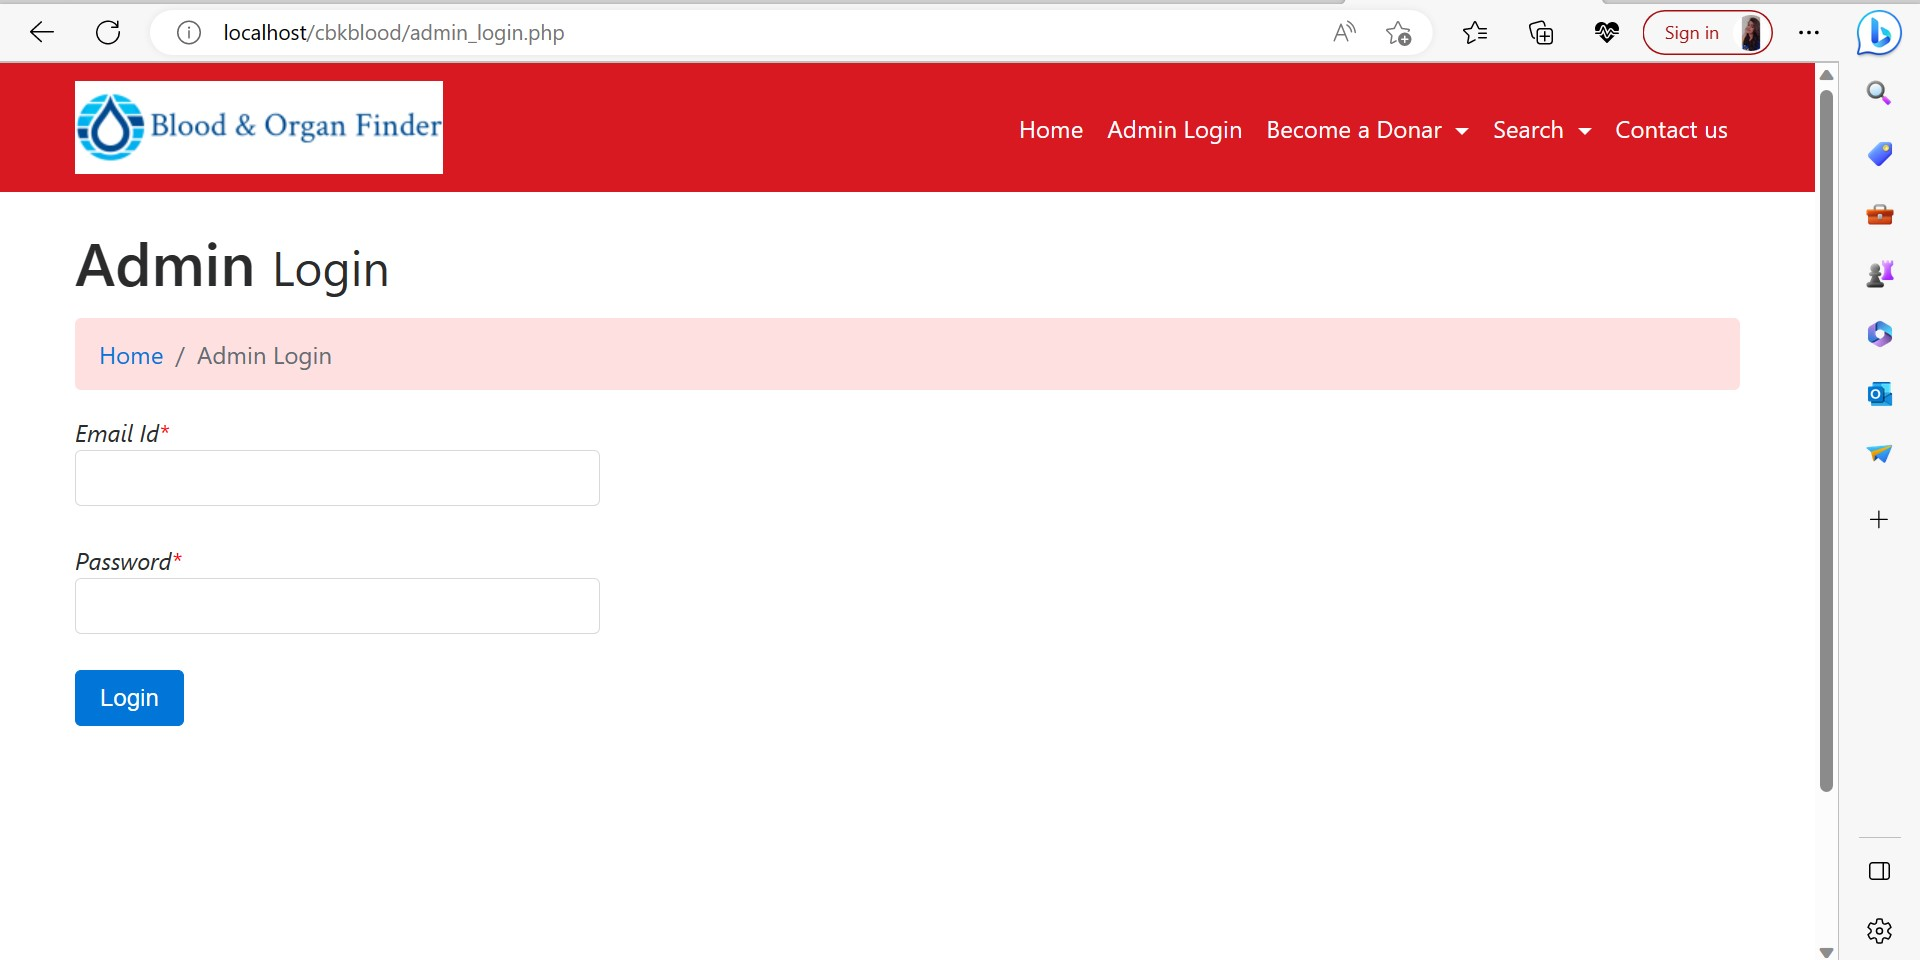 localhost/cbkblood/admin_login.php
Sign in
Blood & Organ Finder
Home Admin Login Become a Donar Search Contact us
Admin Login
Home / Admin Login
Email Id*
Password*
Login